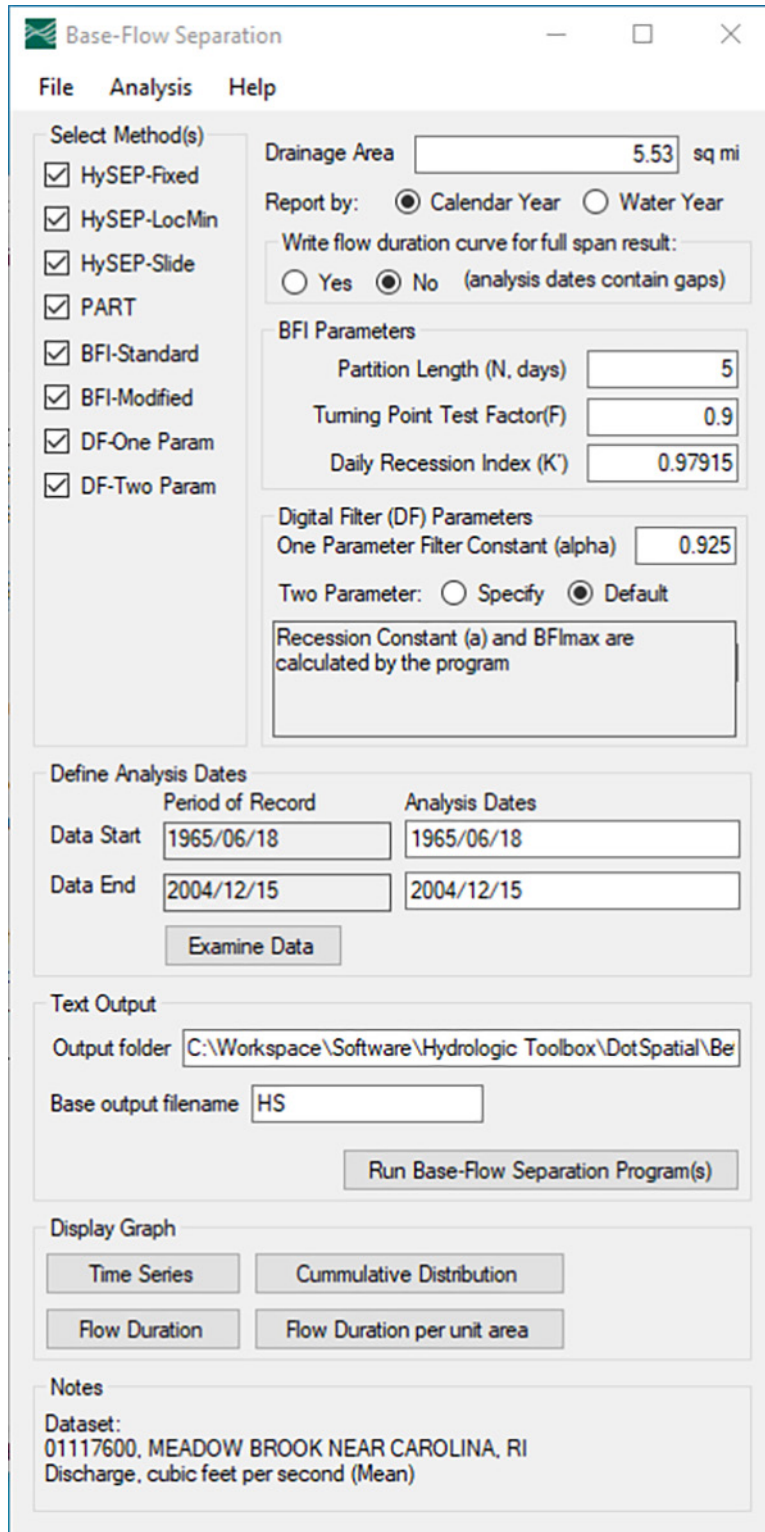 Base-Flow Separation
File Analysis Help
Select Method(s)
HySEP-Fixed
HySEP-LocMin
HySEP-Slide
PART
BFI-Standard
BFI-Modified
DF-One Param
DF-Two Param
Drainage Area 5.53 sq mi
Report by: Calendar Year Water Year
Write flow duration curve for full span result:
Yes No (analysis dates contain gaps)
BFI Parameters
Partition Length (N, days) 5
Turning Point Test Factor(F) 0.9
Daily Recession Index (K') 0.97915
Digital Filter (DF) Parameters
One Parameter Filter Constant (alpha) 0.925
Two Parameter: Specify Default
Recession Constant (a) and BFImax are
calculated by the program
Define Analysis Dates
Period of Record Analysis Dates
Data Start 1965/06/18 1965/06/18
Data End 2004/12/15 2004/12/15
Examine Data
Text Output
Output folder C:\Workspace\Software\Hydrologic Toolbox\DotSpatial\Be
Base output filename HS
Run Base-Flow Separation Program(s)
Display Graph
Time Series Cummulative Distribution
Flow Duration Flow Duration per unit area
Notes
Dataset:
01117600, MEADOW BROOK NEAR CAROLINA, RI
Discharge, cubic feet per second (Mean)